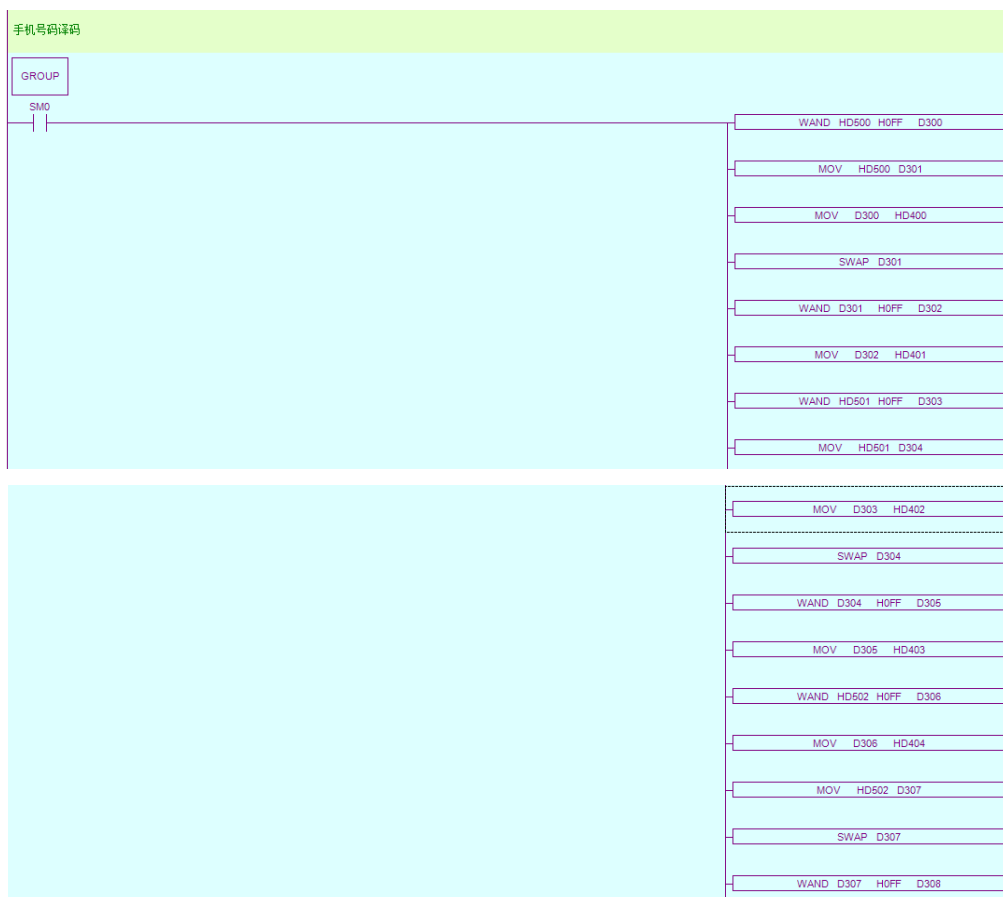 手机号码译码
GROUP
SM0
WAND HD500 H0FF D300
MOV HD500 D301
MOV D300 HD400
SWAP D301
WAND D301 H0FF D302
MOV D302 HD401
WAND HD501 H0FF D303
MOV HD501 D304
MOV D303 HD402
SWAP D304
WAND D304 H0FF D305
MOV D305 HD403
WAND HD502 H0FF D306
MOV D306 HD404
MOV HD502 D307
SWAP D307
WAND D307 H0FF D308